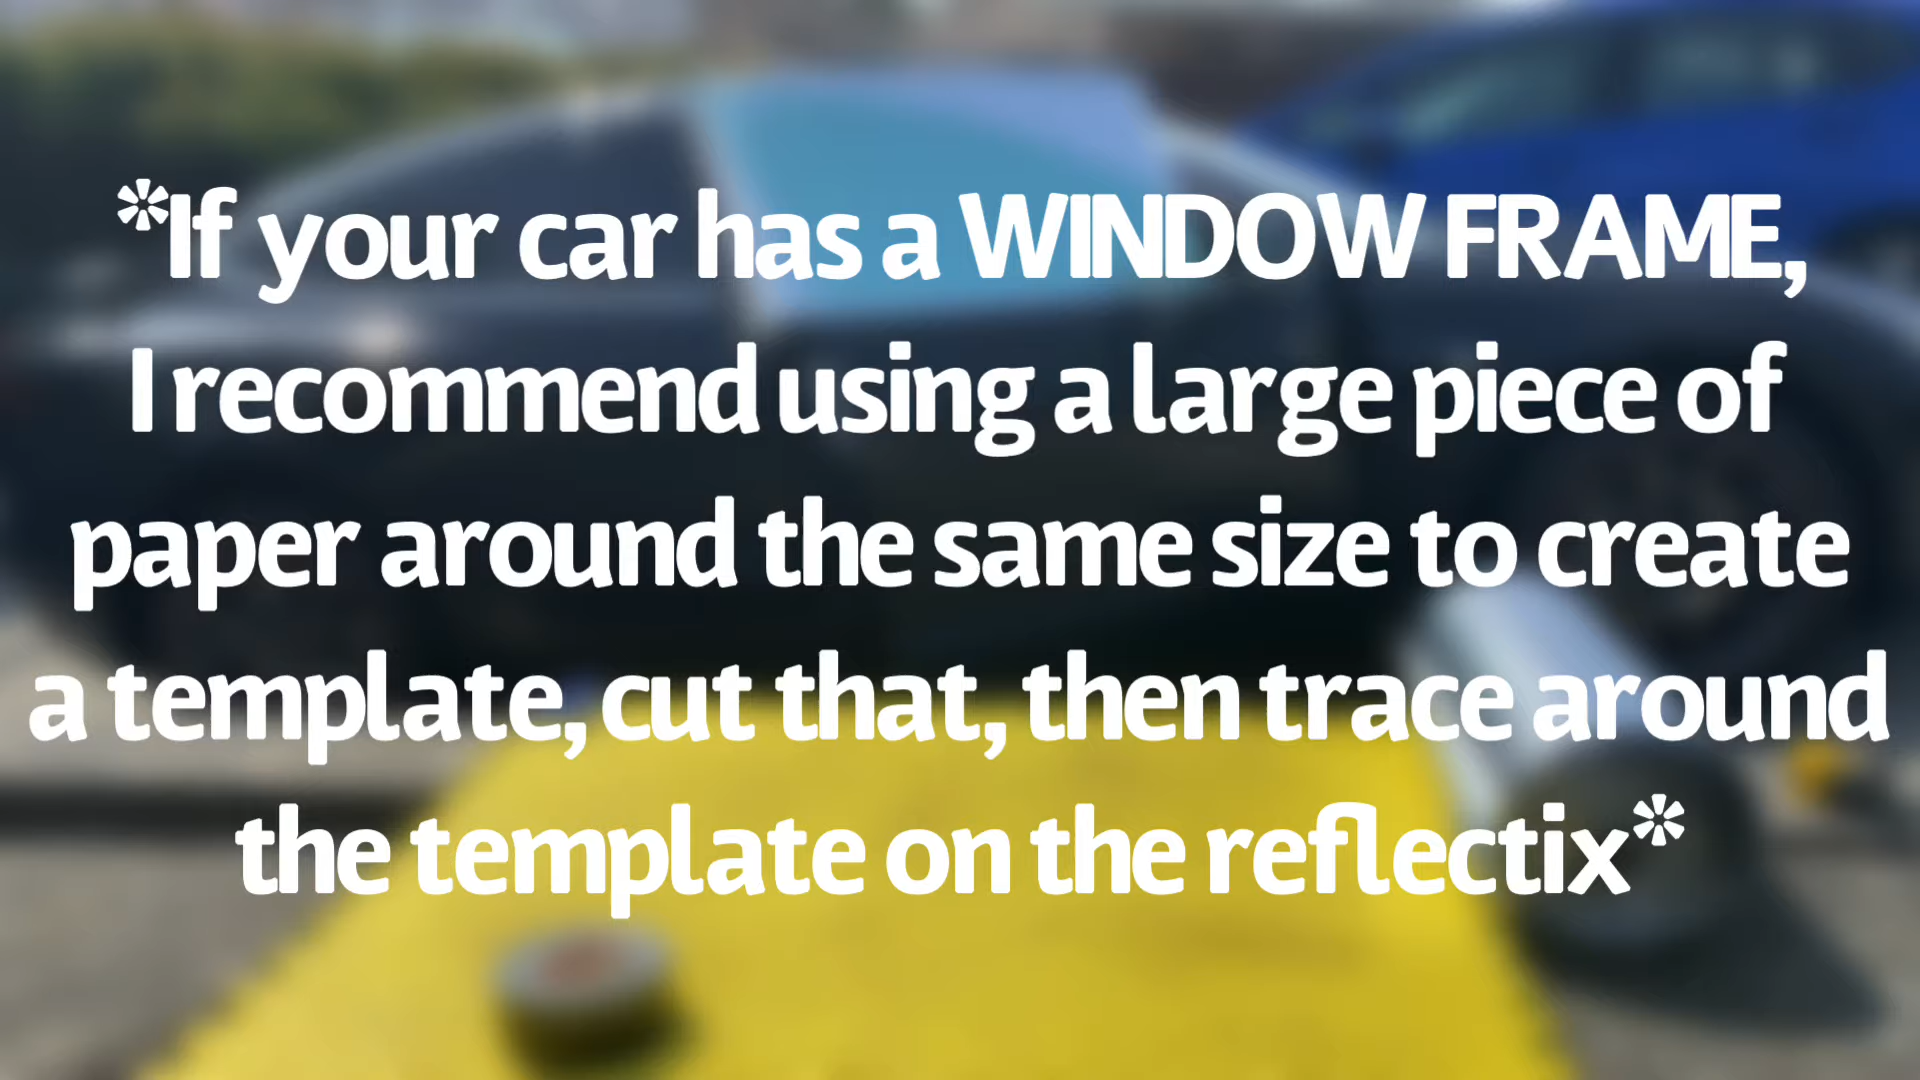 *If your car has a WINDOW FRAME,
I recommend using a large piece of
paper around the same size to create
a template, cut that, then trace around
the template on the reflectix*